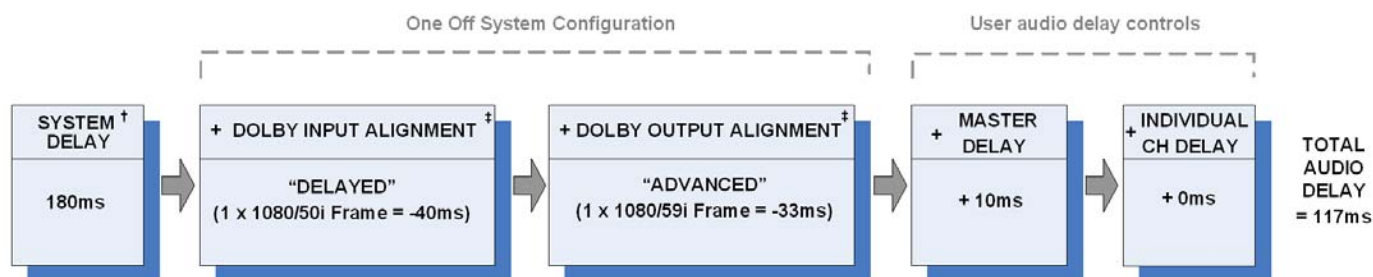 One Off System Configuration
User audio delay controls
SYSTEM †
DELAY
180ms
+ DOLBY INPUT ALIGNMENT ‡
“DELAYED”
(1 x 1080/50i Frame = -40ms)
+ DOLBY OUTPUT ALIGNMENT ‡
“ADVANCED”
(1 x 1080/59i Frame = -33ms)
+ MASTER
DELAY
+ 10ms
+ INDIVIDUAL
CH DELAY
+ 0ms
TOTAL
AUDIO
DELAY
= 117ms